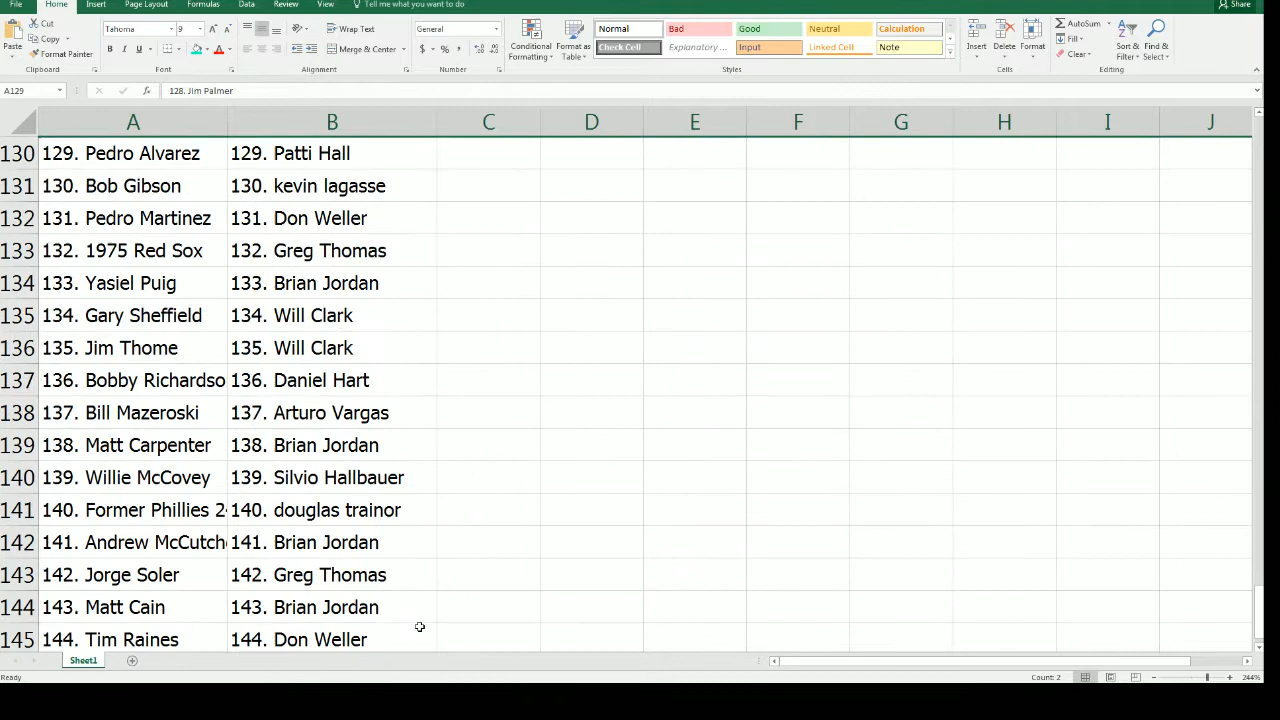 File Home Insert Page Layout Formulas Data Review View Tell me what you want to do Share
Cut
Copy
Format Painter
Paste
Tahoma 9
General
Wrap Text
Merge & Center
Conditional Formatting
Format as Table
Normal Bad Good Neutral Calculation
Check Cell Explanatory ... Input Linked Cell Note
Insert Delete Format
AutoSum
Fill
Clear
Sort & Filter
Find & Select
Clipboard Font Alignment Number Styles Cells Editing
A129 128. Jim Palmer
A B C D E F G H I J
130 129. Pedro Alvarez 129. Patti Hall
131 130. Bob Gibson 130. kevin lagasse
132 131. Pedro Martinez 131. Don Weller
133 132. 1975 Red Sox 132. Greg Thomas
134 133. Yasiel Puig 133. Brian Jordan
135 134. Gary Sheffield 134. Will Clark
136 135. Jim Thome 135. Will Clark
137 136. Bobby Richardso 136. Daniel Hart
138 137. Bill Mazeroski 137. Arturo Vargas
139 138. Matt Carpenter 138. Brian Jordan
140 139. Willie McCovey 139. Silvio Hallbauer
141 140. Former Phillies 2 140. douglas trainor
142 141. Andrew McCutch 141. Brian Jordan
143 142. Jorge Soler 142. Greg Thomas
144 143. Matt Cain 143. Brian Jordan
145 144. Tim Raines 144. Don Weller
Sheet1
Ready Count: 2 244%